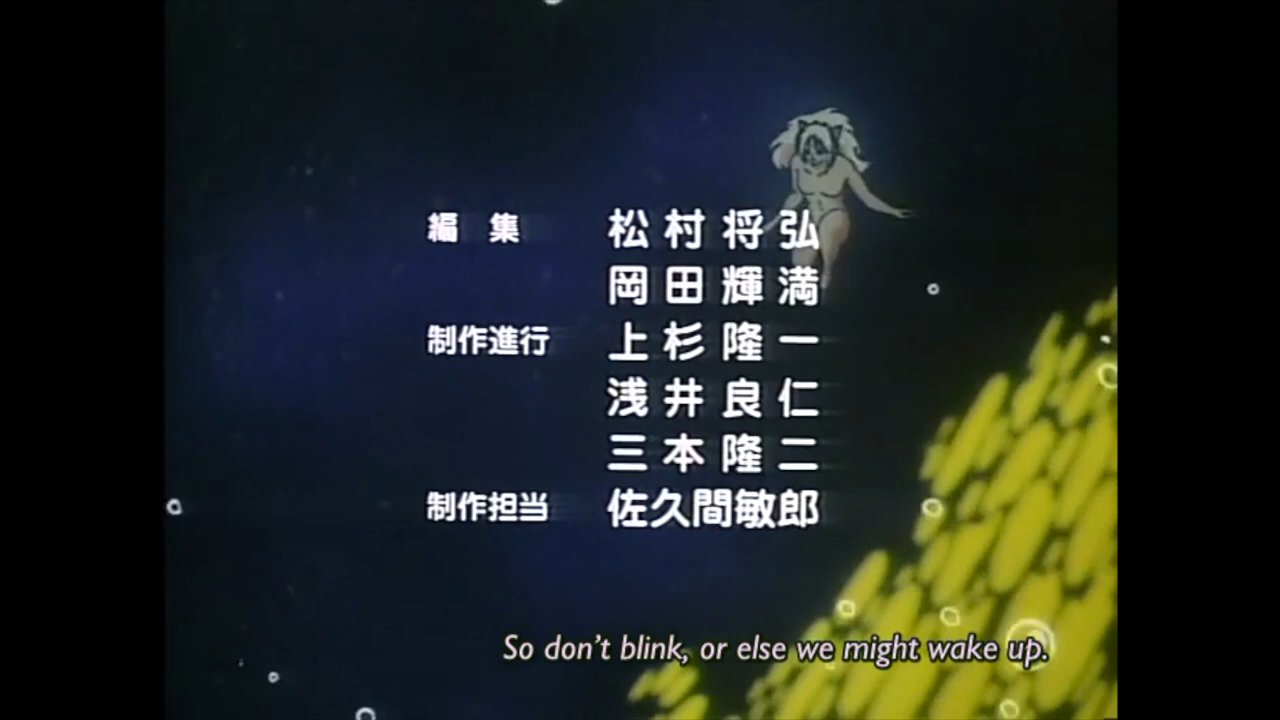 編 集 松村将弘
岡田輝満
制作進行 上杉隆一
浅井良仁
三本隆二
制作担当 佐久間敏郎
So don't blink, or else we might wake up.